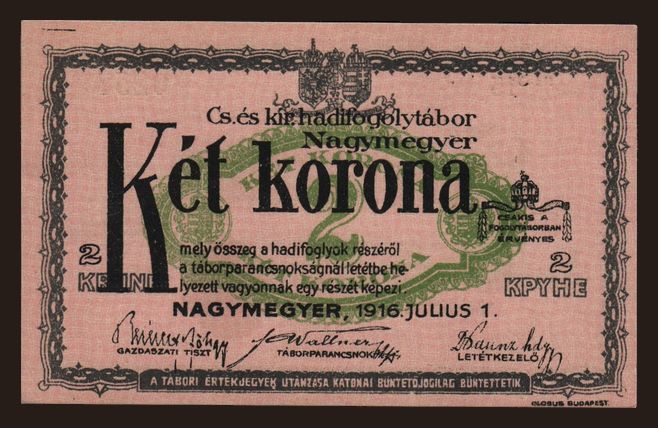 Cs. és kir. hadifogolytábor
Nagymegyer
Két korona
2
CSAKIS A
FOGOLYTÁBORBAN
ÉRVÉNYES
2
2
КРУНЕ
mely összeg a hadifoglyok részéről
a táborparancsnokságnál letétbe he-
lyezett vagyonnak egy részét képezi.
NAGYMEGYER, 1916. JULIUS 1.
GAZDASZATI TISZT
TÁBORPARANCSNOK
LETÉTKEZELŐ
A TÁBORI ÉRTÉKJEGYEK UTÁNZÁSA KATONAI BÜNTETŐJOGILAG BÜNTETTETIK
GLOBUS BUDAPEST.